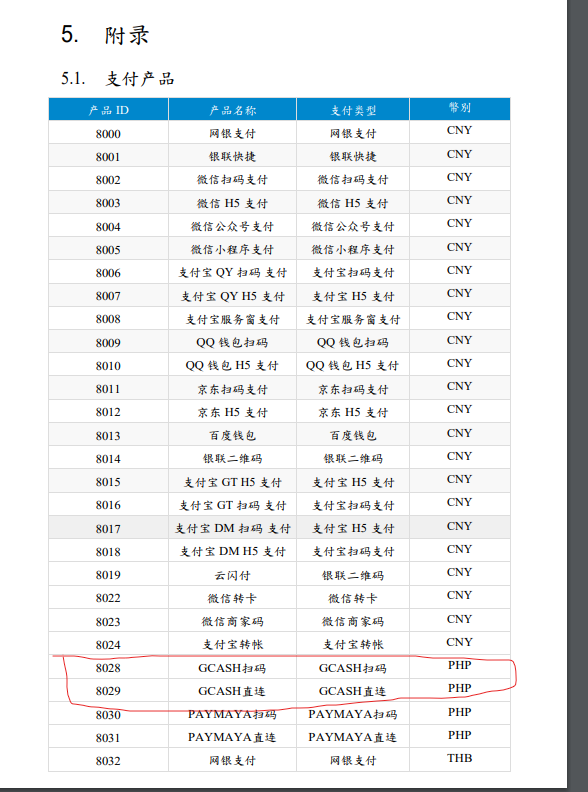 5. 附录
5.1. 支付产品
产品 ID 产品名称 支付类型 幣别
8000 网银支付 网银支付 CNY
8001 银联快捷 银联快捷 CNY
8002 微信扫码支付 微信扫码支付 CNY
8003 微信 H5 支付 微信 H5 支付 CNY
8004 微信公众号支付 微信公众号支付 CNY
8005 微信小程序支付 微信小程序支付 CNY
8006 支付宝 QY 扫码 支付 支付宝扫码支付 CNY
8007 支付宝 QY H5 支付 支付宝 H5 支付 CNY
8008 支付宝服务窗支付 支付宝服务窗支付 CNY
8009 QQ 钱包扫码 QQ 钱包扫码 CNY
8010 QQ 钱包 H5 支付 QQ 钱包 H5 支付 CNY
8011 京东扫码支付 京东扫码支付 CNY
8012 京东 H5 支付 京东 H5 支付 CNY
8013 百度钱包 百度钱包 CNY
8014 银联二维码 银联二维码 CNY
8015 支付宝 GT H5 支付 支付宝 H5 支付 CNY
8016 支付宝 GT 扫码 支付 支付宝扫码支付 CNY
8017 支付宝 DM 扫码 支付 支付宝 H5 支付 CNY
8018 支付宝 DM H5 支付 支付宝扫码支付 CNY
8019 云闪付 银联二维码 CNY
8022 微信转卡 微信转卡 CNY
8023 微信商家码 微信商家码 CNY
8024 支付宝转帐 支付宝转帐 CNY
8028 GCASH扫码 GCASH扫码 PHP
8029 GCASH直连 GCASH直连 PHP
8030 PAYMAYA扫码 PAYMAYA扫码 PHP
8031 PAYMAYA直连 PAYMAYA直连 PHP
8032 网银支付 网银支付 THB